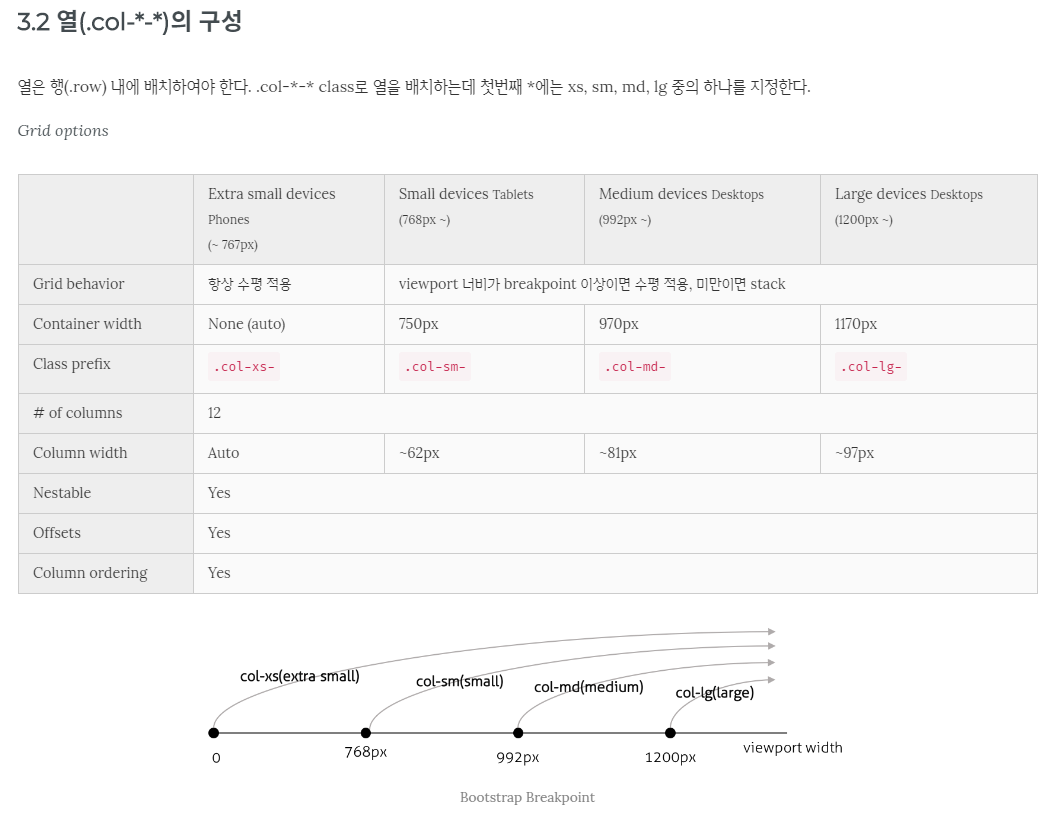 3.2 열(.col-*-*)의 구성
열은 행(.row) 내에 배치하여야 한다. .col-*-* class로 열을 배치하는데 첫번째 *에는 xs, sm, md, lg 중의 하나를 지정한다.
Grid options
Extra small devices
Phones
(~ 767px)
Small devices Tablets
(768px ~)
Medium devices Desktops
(992px ~)
Large devices Desktops
(1200px ~)
Grid behavior
항상 수평 적용
viewport 너비가 breakpoint 이상이면 수평 적용, 미만이면 stack
Container width
None (auto)
750px
970px
1170px
Class prefix
.col-xs-
.col-sm-
.col-md-
.col-lg-
# of columns
12
Column width
Auto
~62px
~81px
~97px
Nestable
Yes
Offsets
Yes
Column ordering
Yes
col-xs(extra small)
col-sm(small)
col-md(medium)
col-lg(large)
0
768px
992px
1200px
viewport width
Bootstrap Breakpoint